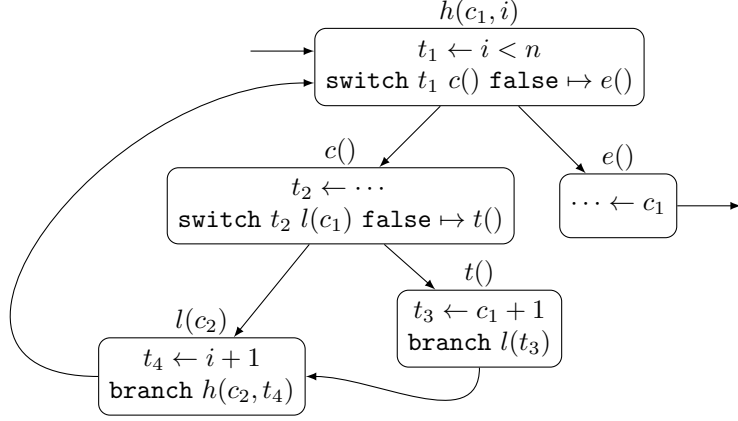 h(c₁, i)
t₁ ← i < n
switch t₁ c() false ↦ e()
c()
t₂ ← ⋯
switch t₂ l(c₁) false ↦ t()
e()
⋯ ← c₁
t()
t₃ ← c₁ + 1
branch l(t₃)
l(c₂)
t₄ ← i + 1
branch h(c₂, t₄)